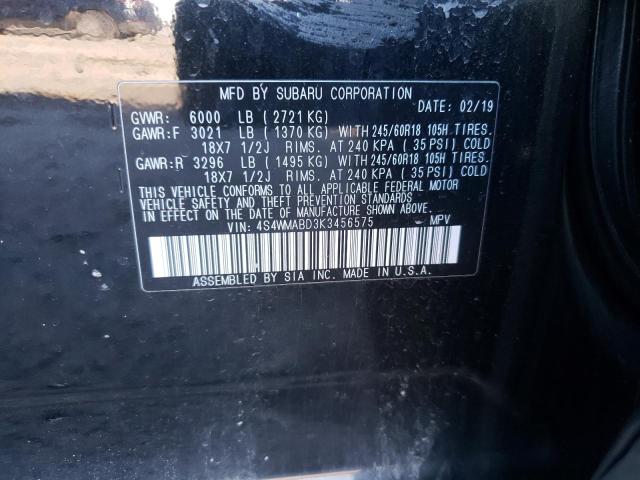 MFD BY SUBARU CORPORATION
DATE: 02/19
GVWR: 6000 LB ( 2721 KG)
GAWR:F 3021 LB ( 1370 KG) WITH 245/60R18 105H TIRES.
18X7 1/2J RIMS. AT 240 KPA ( 35 PSI) COLD
GAWR:R 3296 LB ( 1495 KG) WITH 245/60R18 105H TIRES.
18X7 1/2J RIMS. AT 240 KPA ( 35 PSI) COLD
THIS VEHICLE CONFORMS TO ALL APPLICABLE FEDERAL MOTOR
VEHICLE SAFETY AND THEFT PREVENTION STANDARDS
IN EFFECT ON THE DATE OF MANUFACTURE SHOWN ABOVE.
VIN: 4S4WMABD3K3456575 MPV
ASSEMBLED BY SIA INC. MADE IN U.S.A.